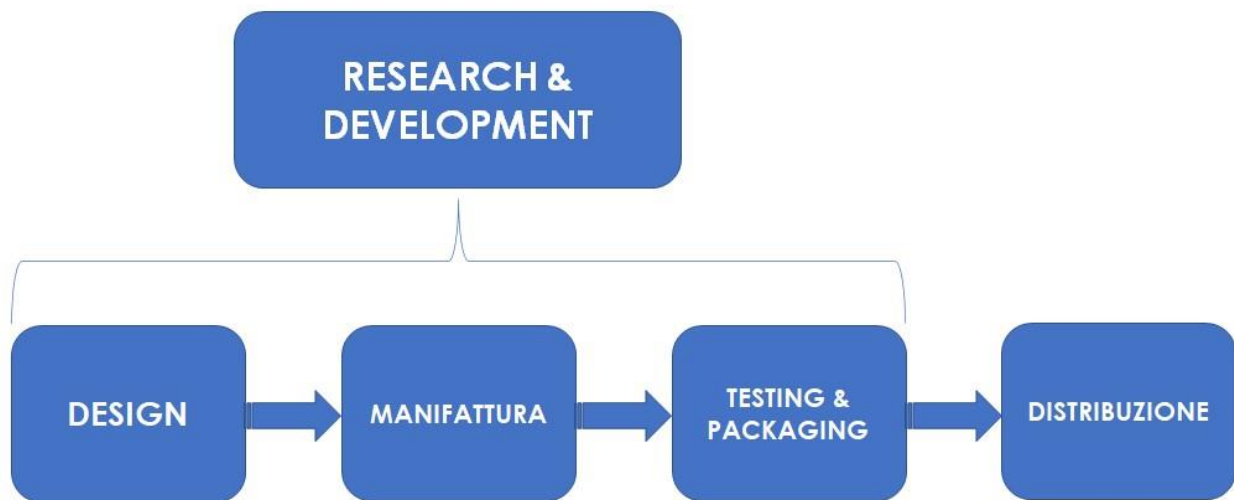 RESEARCH &
DEVELOPMENT
DESIGN
MANIFATTURA
TESTING &
PACKAGING
DISTRIBUZIONE